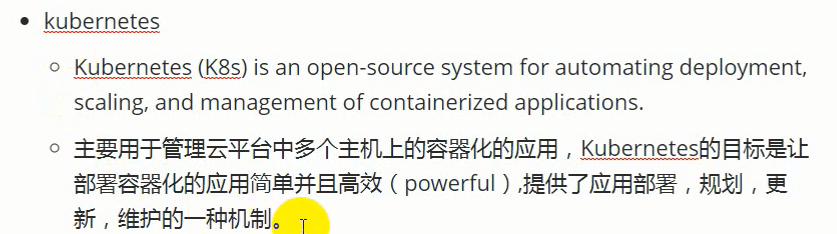 kubernetes
Kubernetes (K8s) is an open-source system for automating deployment,
scaling, and management of containerized applications.
主要用于管理云平台中多个主机上的容器化的应用，Kubernetes的目标是让
部署容器化的应用简单并且高效（powerful）,提供了应用部署，规划，更
新，维护的一种机制。